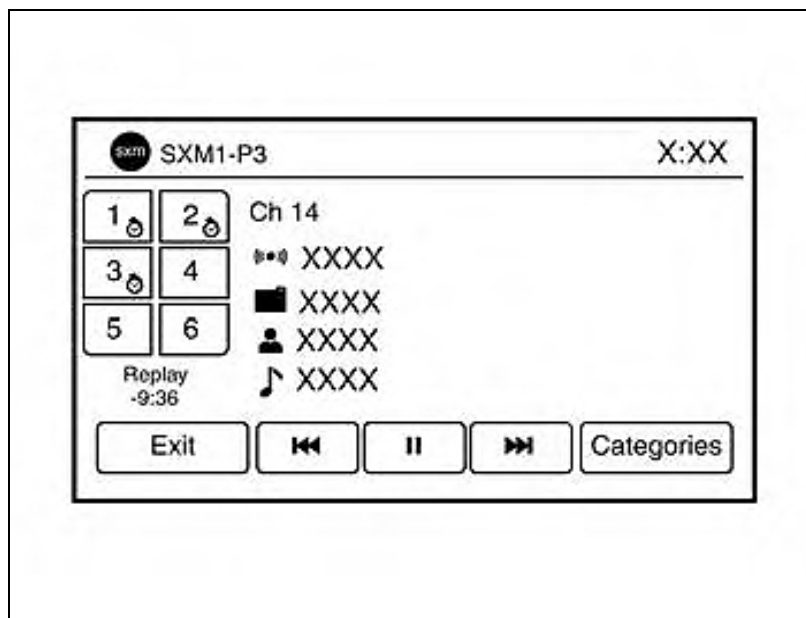 sxm SXM1-P3 X:XX
1 2 Ch 14
XXXX
3 4
XXXX
5 6 XXXX
Replay XXXX
-9:36
Exit Categories